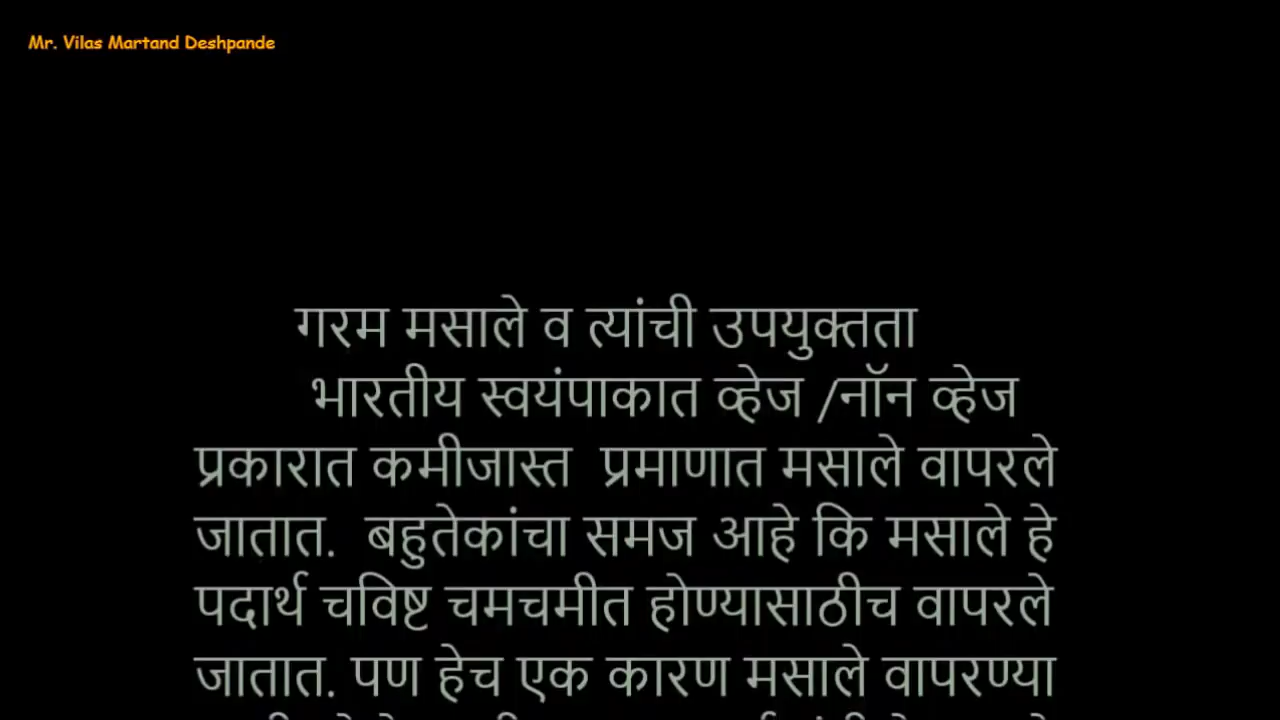 Mr. Vilas Martand Deshpande
गरम मसाले व त्यांची उपयुक्तता
भारतीय स्वयंपाकात व्हेज /नॉन व्हेज
प्रकारात कमीजास्त प्रमाणात मसाले वापरले
जातात. बहुतेकांचा समज आहे कि मसाले हे
पदार्थ चविष्ट चमचमीत होण्यासाठीच वापरले
जातात. पण हेच एक कारण मसाले वापरण्या